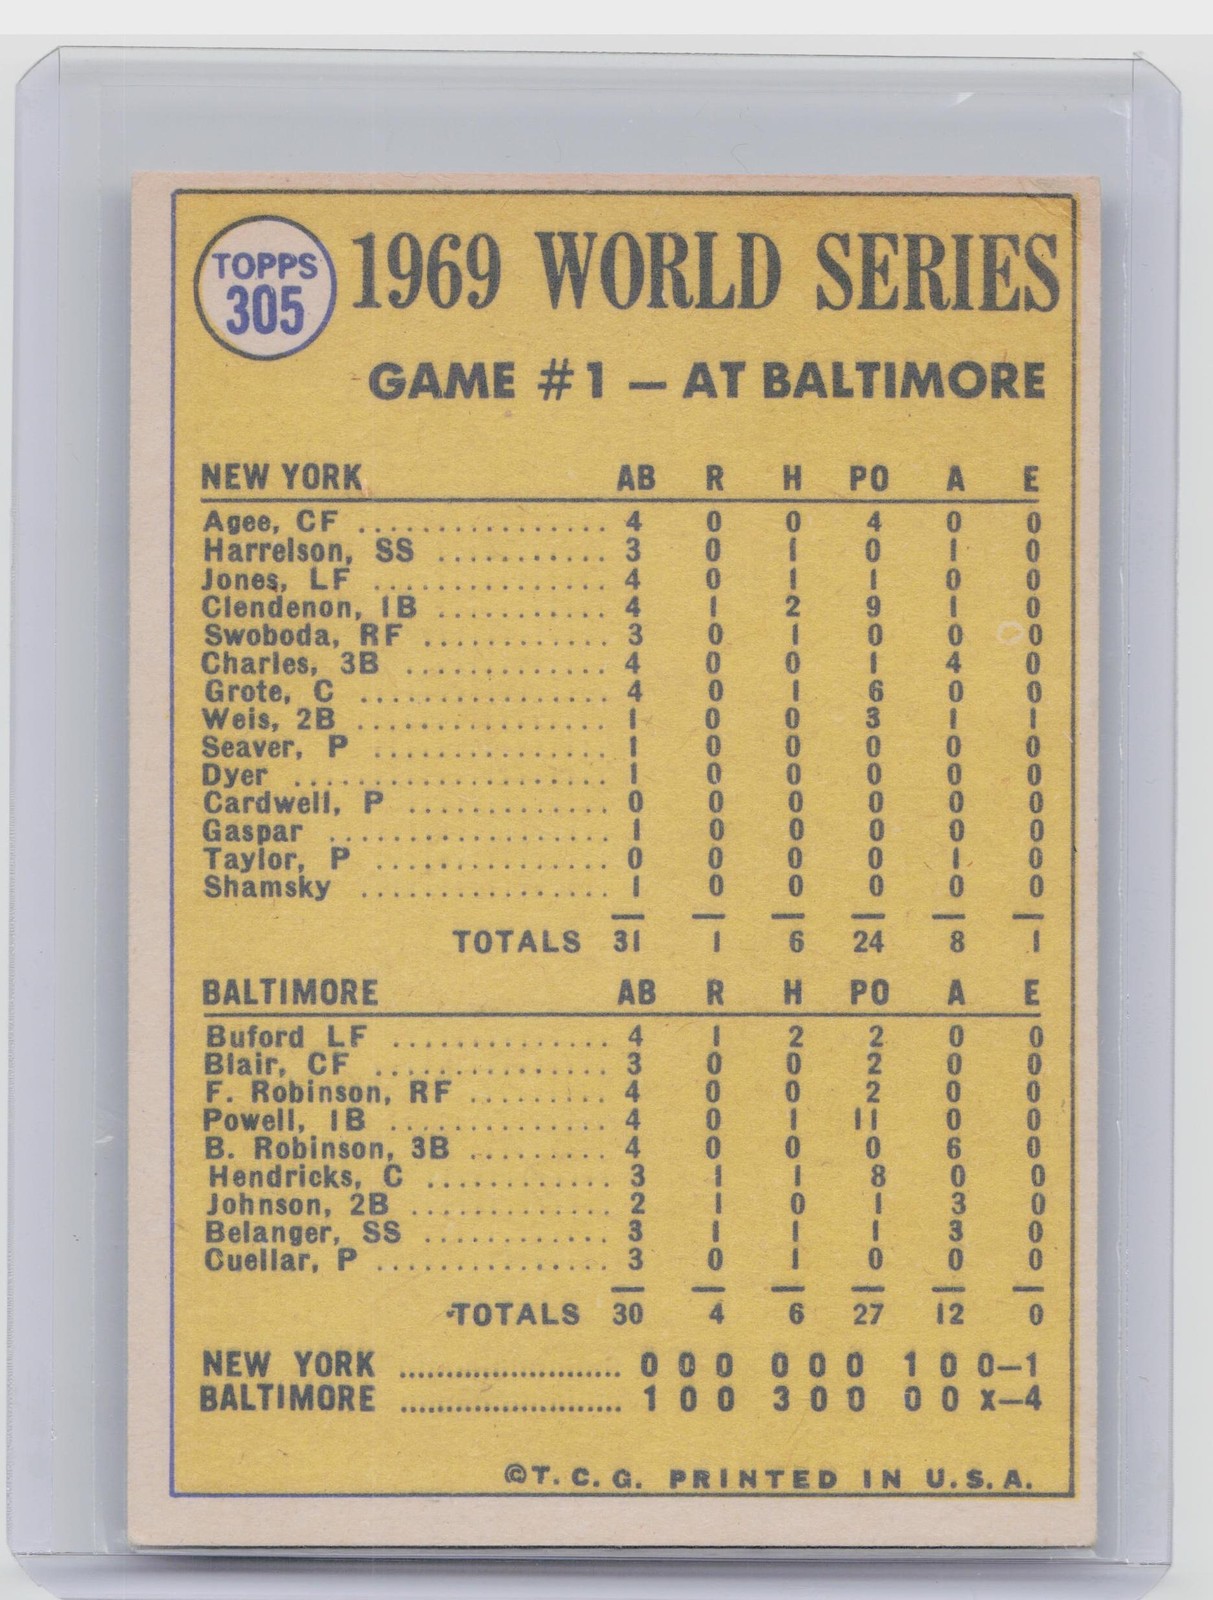 TOPPS
305
1969 WORLD SERIES
GAME #1 — AT BALTIMORE
NEW YORK AB R H PO A E
Agee, CF .................. 4 0 0 4 0 0
Harrelson, SS ............ 3 0 1 0 1 0
Jones, LF ................. 4 0 1 1 0 0
Clendenon, 1B ............ 4 1 2 9 1 0
Swoboda, RF ............. 3 0 1 0 0 0
Charles, 3B .............. 4 0 0 1 4 0
Grote, C .................. 4 0 1 6 0 0
Weis, 2B .................. 1 0 0 3 1 1
Seaver, P ................. 1 0 0 0 0 0
Dyer ...................... 1 0 0 0 0 0
Cardwell, P .............. 0 0 0 0 0 0
Gaspar .................... 1 0 0 0 0 0
Taylor, P ................. 0 0 0 0 1 0
Shamsky .................. 1 0 0 0 0 0
TOTALS 31 1 6 24 8 1
BALTIMORE AB R H PO A E
Buford LF ................ 4 1 2 2 0 0
Blair, CF ................. 3 0 0 2 0 0
F. Robinson, RF ......... 4 0 0 2 0 0
Powell, 1B ................ 4 0 1 11 0 0
B. Robinson, 3B ......... 4 0 0 0 6 0
Hendricks, C ............. 3 1 1 8 0 0
Johnson, 2B .............. 2 1 0 1 3 0
Belanger, SS ............. 3 1 1 1 3 0
Cuellar, P ................ 3 0 1 0 0 0
TOTALS 30 4 6 27 12 0
NEW YORK ........................ 0 0 0 0 0 0 1 0 0—1
BALTIMORE ........................ 1 0 0 3 0 0 0 0 x—4
©T. C. G. PRINTED IN U. S. A.